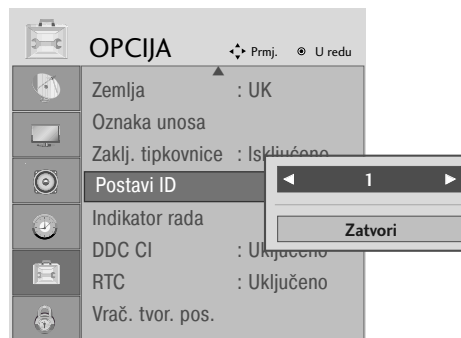 OPCIJA Prmj. U redu
Zemlja : UK
Oznaka unosa
Zaklj. tipkovnice : Isključeno
Postavi ID 1
Indikator rada
Zatvori
DDC CI : Uključeno
RTC : Uključeno
Vrač. tvor. pos.